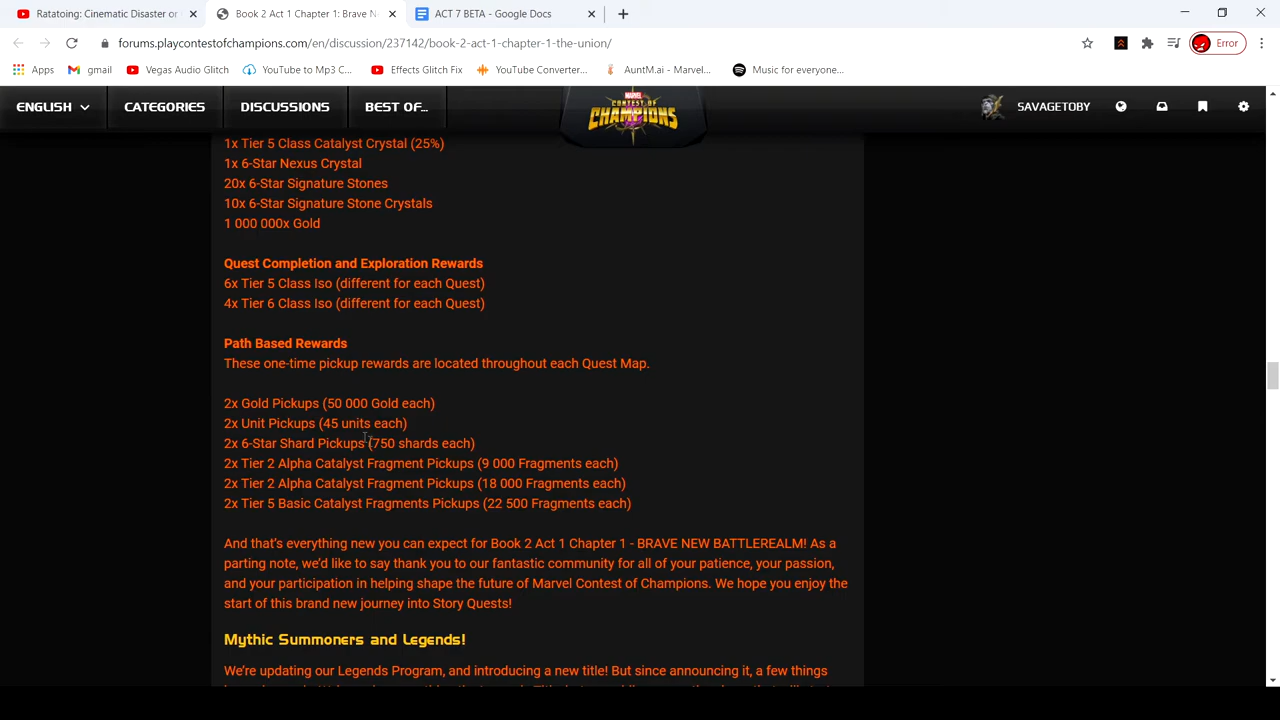 Ratatoing: Cinematic Disaster or
Book 2 Act 1 Chapter 1: Brave N
ACT 7 BETA - Google Docs
forums.playcontestofchampions.com/en/discussion/237142/book-2-act-1-chapter-1-the-union/
Error
Apps
gmail
Vegas Audio Glitch
YouTube to Mp3 C...
Effects Glitch Fix
YouTube Converter...
AuntM.ai - Marvel...
Music for everyone...
ENGLISH
CATEGORIES
DISCUSSIONS
BEST OF...
MARVEL
CONTEST OF
CHAMPIONS
SAVAGETOBY
1x Tier 5 Class Catalyst Crystal (25%)
1x 6-Star Nexus Crystal
20x 6-Star Signature Stones
10x 6-Star Signature Stone Crystals
1 000 000x Gold
Quest Completion and Exploration Rewards
6x Tier 5 Class Iso (different for each Quest)
4x Tier 6 Class Iso (different for each Quest)
Path Based Rewards
These one-time pickup rewards are located throughout each Quest Map.
2x Gold Pickups (50 000 Gold each)
2x Unit Pickups (45 units each)
2x 6-Star Shard Pickups (750 shards each)
2x Tier 2 Alpha Catalyst Fragment Pickups (9 000 Fragments each)
2x Tier 2 Alpha Catalyst Fragment Pickups (18 000 Fragments each)
2x Tier 5 Basic Catalyst Fragments Pickups (22 500 Fragments each)
And that's everything new you can expect for Book 2 Act 1 Chapter 1 - BRAVE NEW BATTLEREALM! As a
parting note, we'd like to say thank you to our fantastic community for all of your patience, your passion,
and your participation in helping shape the future of Marvel Contest of Champions. We hope you enjoy the
start of this brand new journey into Story Quests!
Mythic Summoners and Legends!
We're updating our Legends Program, and introducing a new title! But since announcing it, a few things